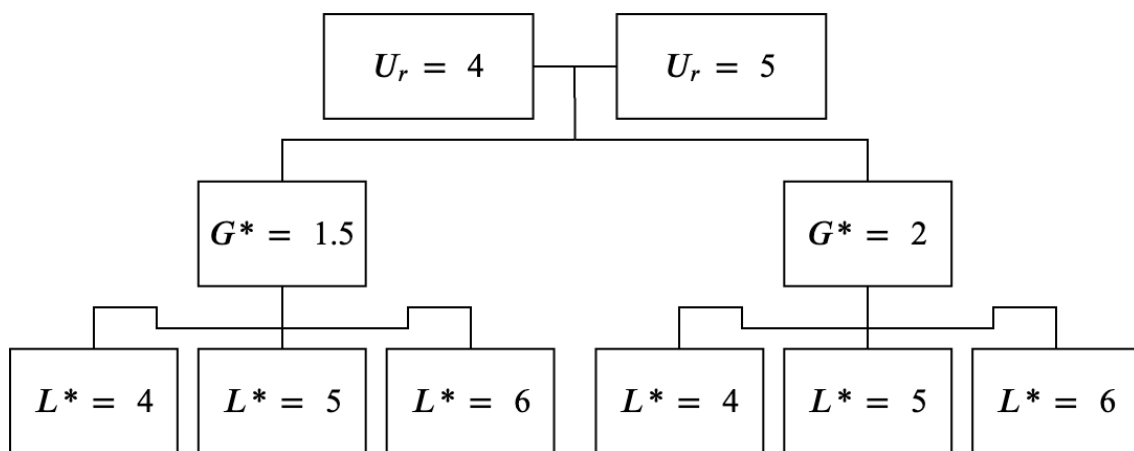 U_r = 4 U_r = 5
G* = 1.5 G* = 2
L* = 4 L* = 5 L* = 6 L* = 4 L* = 5 L* = 6